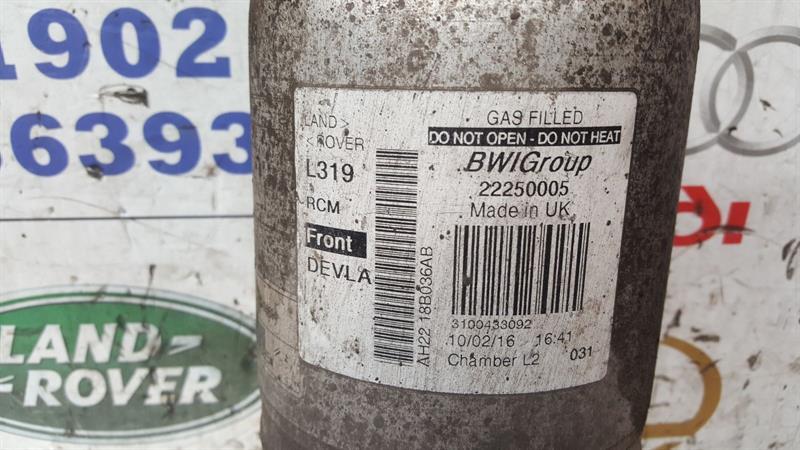 1902
6393
LAND
ROVER
LAND >
< ROVER
L319
RCM
Front
DEVLA
AH22 18B036AB
GAS FILLED
DO NOT OPEN - DO NOT HEAT
BWIGroup
22250005
Made in UK
3100433092
10/02/16 16:41
Chamber L2 031